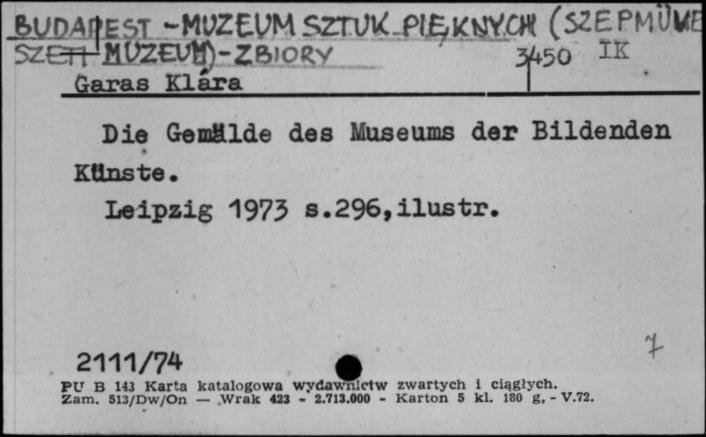 BUDAPEST - MUZEUM SZTUK PIĘKNYCH (SZEPMÜVE
SZETI MUZEUM) - ZBIORY
3450 IK
Garas Klára
Die Gemälde des Museums der Bildenden
Künste.
Leipzig 1973 s.296,ilustr.
7
2111/74
PU B 143 Karta katalogowa wydawnictw zwartych i ciągłych.
Zam. 513/Dw/On — Wrak 423 - 2.713.000 - Karton 5 kl. 180 g, - V.72.